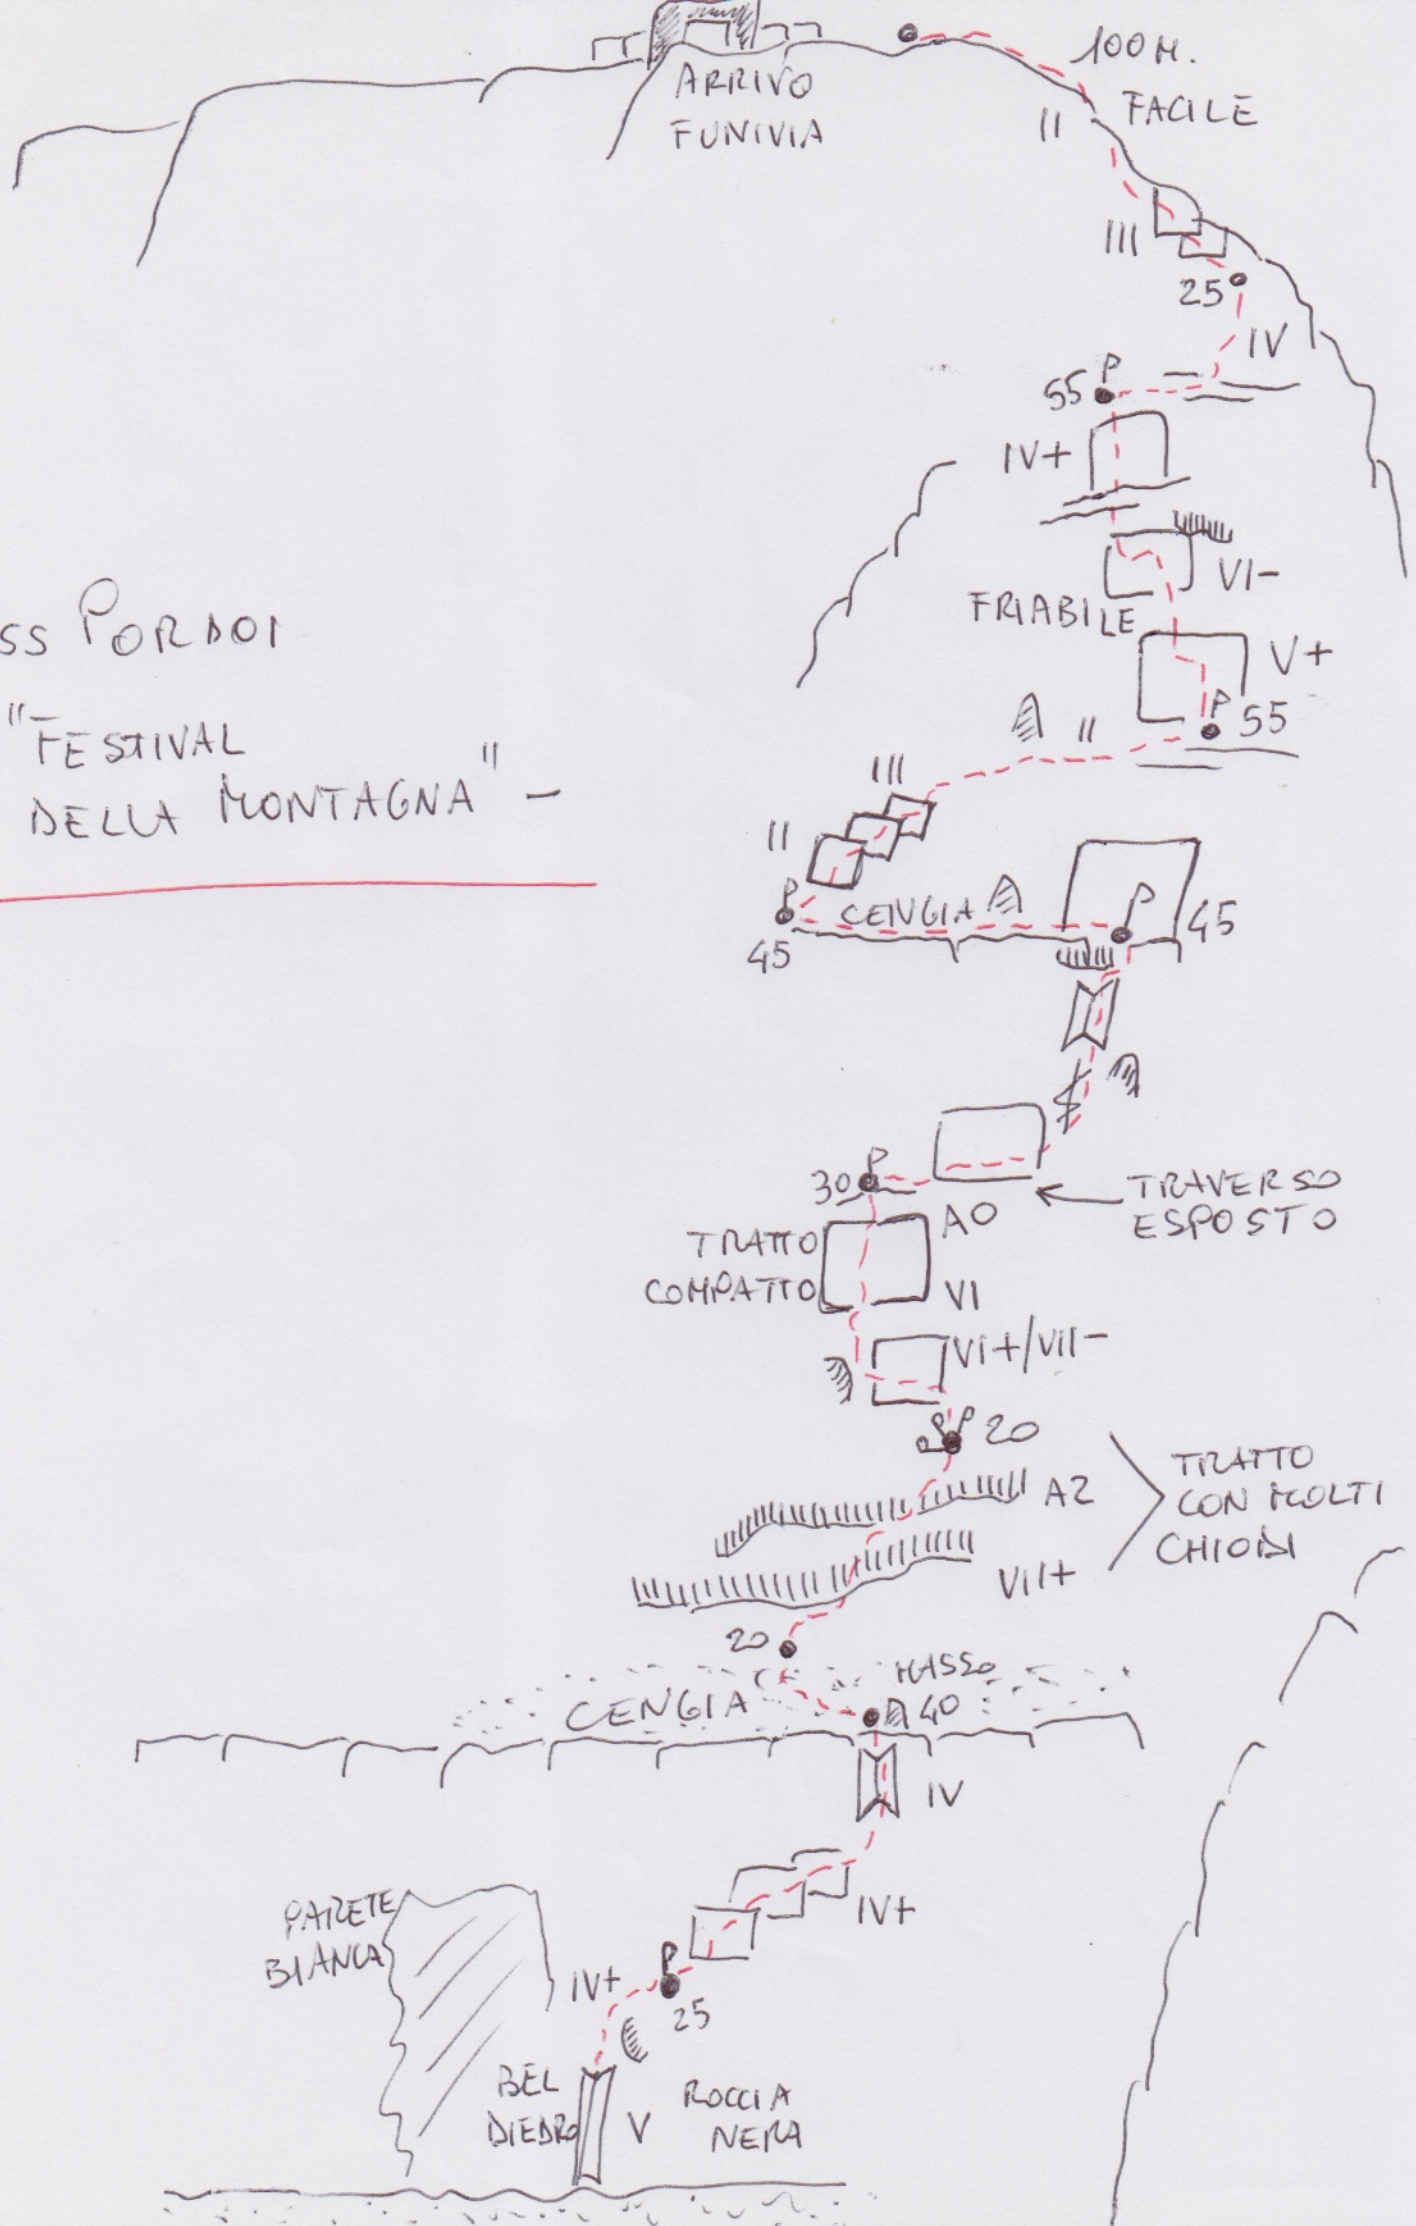 ARRIVO
FUNIVIA
100 M.
FACILE
II
III
25
IV
55 P
IV+
VI-
FRIABILE
V+
P 55
II
III
II
P
45
CENGIA
P
45
SS PORDOI
"FESTIVAL
DELLA MONTAGNA" -
30 P
A0
TRAVERSO
ESPOSTO
TRATTO
COMPATTO
VI
VI+/VII-
P P 20
A2
TRATTO
CON MOLTI
CHIODI
VII+
20
MASSO
CENGIA
40
IV
IV+
PARETE
BIANCA
IV+
P
25
BEL
DIEDRO
V
ROCCIA
NERA